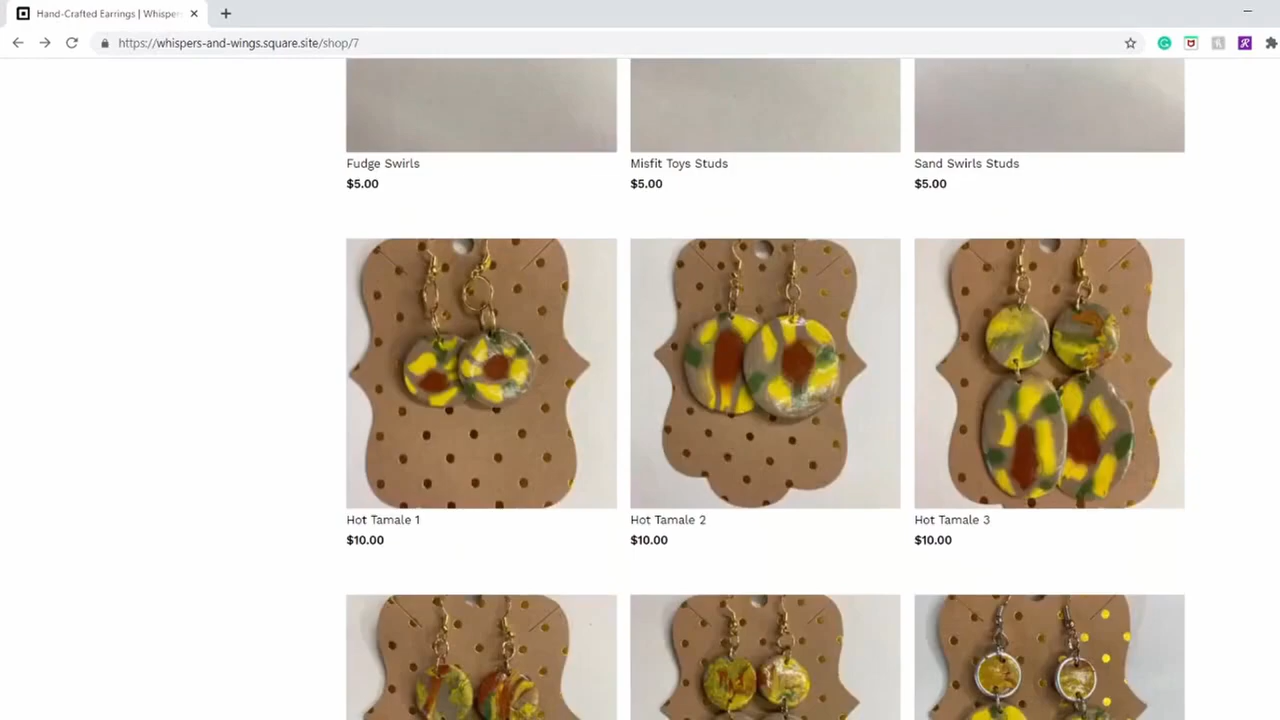 Hand-Crafted Earrings | Whisper
https://whispers-and-wings.square.site/shop/7
Fudge Swirls
$5.00
Misfit Toys Studs
$5.00
Sand Swirls Studs
$5.00
Hot Tamale 1
$10.00
Hot Tamale 2
$10.00
Hot Tamale 3
$10.00